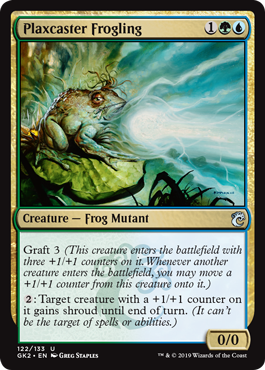 Plaxcaster Frogling 1
Creature — Frog Mutant
Graft 3 (This creature enters the battlefield with
three +1/+1 counters on it. Whenever another
creature enters the battlefield, you may move a
+1/+1 counter from this creature onto it.)
2: Target creature with a +1/+1 counter on
it gains shroud until end of turn. (It can't
be the target of spells or abilities.)
0/0
122/133 U
GK2 • EN Greg Staples
™ & © 2019 Wizards of the Coast